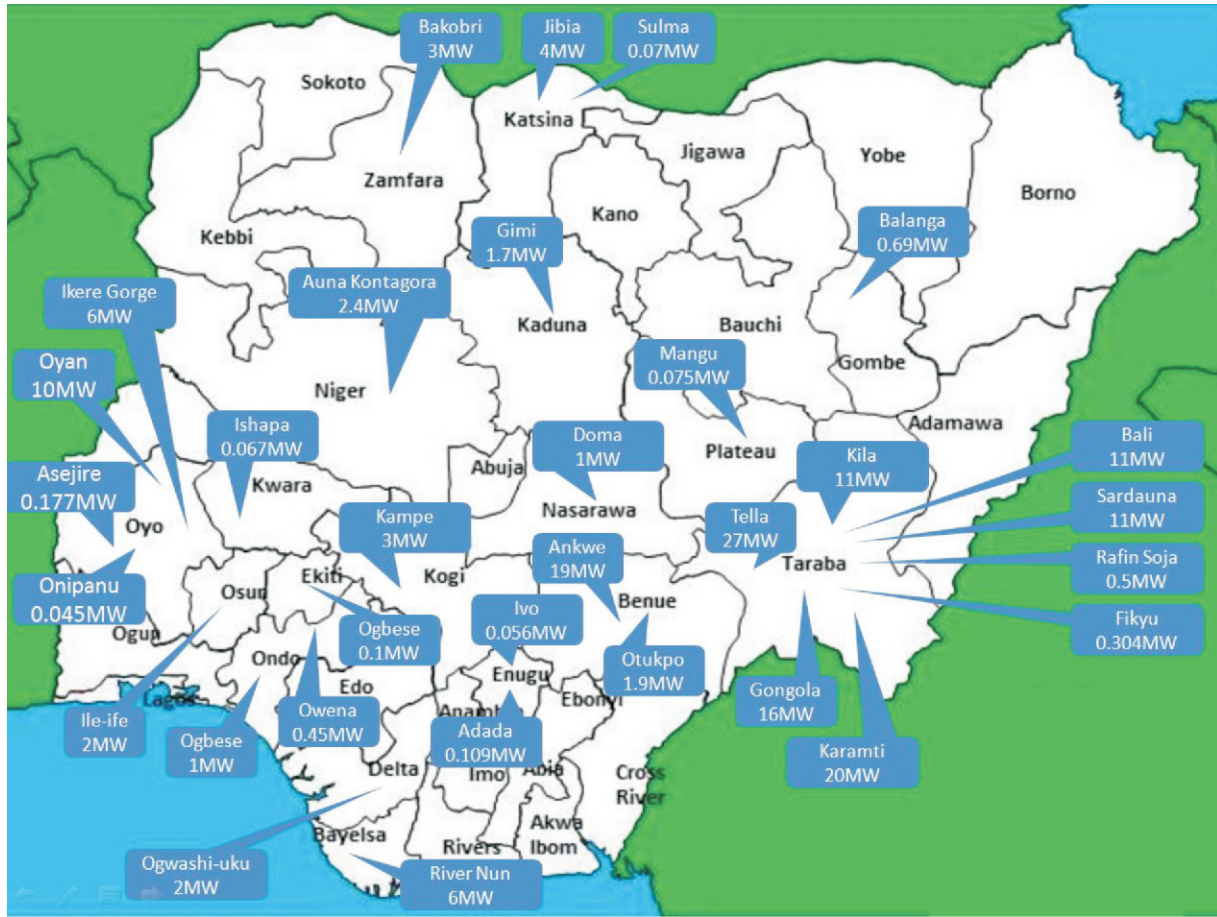 Bakobri
3MW
Jibia
4MW
Sulma
0.07MW
Sokoto
Katsina
Jigawa
Yobe
Zamfara
Borno
Kano
Kebbi
Gimi
1.7MW
Balanga
0.69MW
Auna Kontagora
2.4MW
Ikere Gorge
6MW
Kaduna
Bauchi
Oyan
10MW
Mangu
0.075MW
Gombe
Niger
Adamawa
Ishapa
0.067MW
Doma
1MW
Plateau
Kila
11MW
Bali
11MW
Abuja
Asejire
0.177MW
Kwara
Sardauna
11MW
Nasarawa
Oyo
Kampe
3MW
Tella
27MW
Ankwe
19MW
Taraba
Rafin Soja
0.5MW
Onipanu
0.045MW
Osun
Ekiti
Kogi
Benue
Ivo
0.056MW
Fikyu
0.304MW
Ogun
Ogbese
0.1MW
Ondo
Otukpo
1.9MW
Enugu
Edo
Gongola
16MW
Lagos
Ebonyi
Ile-ife
2MW
Ogbese
1MW
Owena
0.45MW
Adada
0.109MW
Karamti
20MW
Delta
Imo
Abia
Cross
River
Bayelsa
Rivers
Akwa
Ibom
Ogwashi-uku
2MW
River Nun
6MW